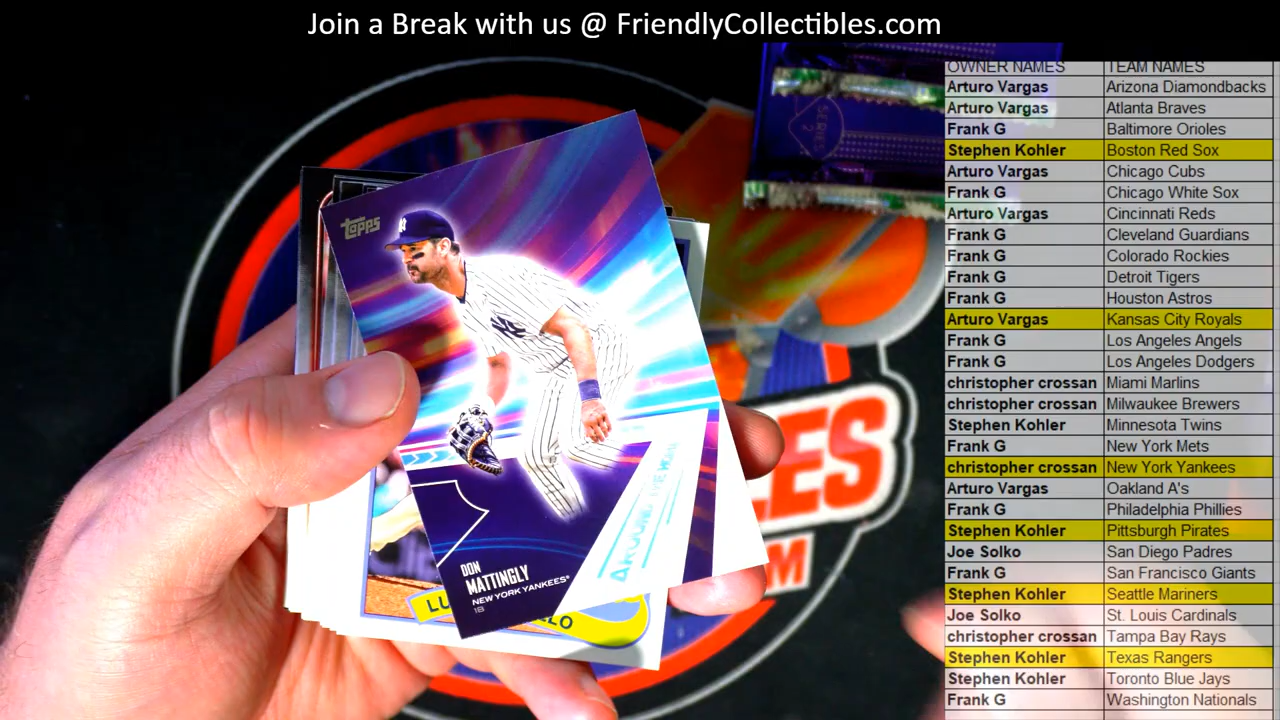 Join a Break with us @ FriendlyCollectibles.com
OWNER NAMES TEAM NAMES
Arturo Vargas Arizona Diamondbacks
Arturo Vargas Atlanta Braves
Frank G Baltimore Orioles
Stephen Kohler Boston Red Sox
Arturo Vargas Chicago Cubs
Frank G Chicago White Sox
Arturo Vargas Cincinnati Reds
Frank G Cleveland Guardians
Frank G Colorado Rockies
Frank G Detroit Tigers
Frank G Houston Astros
Arturo Vargas Kansas City Royals
Frank G Los Angeles Angels
Frank G Los Angeles Dodgers
christopher crossan Miami Marlins
christopher crossan Milwaukee Brewers
Stephen Kohler Minnesota Twins
Frank G New York Mets
christopher crossan New York Yankees
Arturo Vargas Oakland A's
Frank G Philadelphia Phillies
Stephen Kohler Pittsburgh Pirates
Joe Solko San Diego Padres
Frank G San Francisco Giants
Stephen Kohler Seattle Mariners
Joe Solko St. Louis Cardinals
christopher crossan Tampa Bay Rays
Stephen Kohler Texas Rangers
Stephen Kohler Toronto Blue Jays
Frank G Washington Nationals
SERIES 2
Topps
NY
NY
AROUND THE HORN
DON
MATTINGLY
NEW YORK YANKEES®
1B